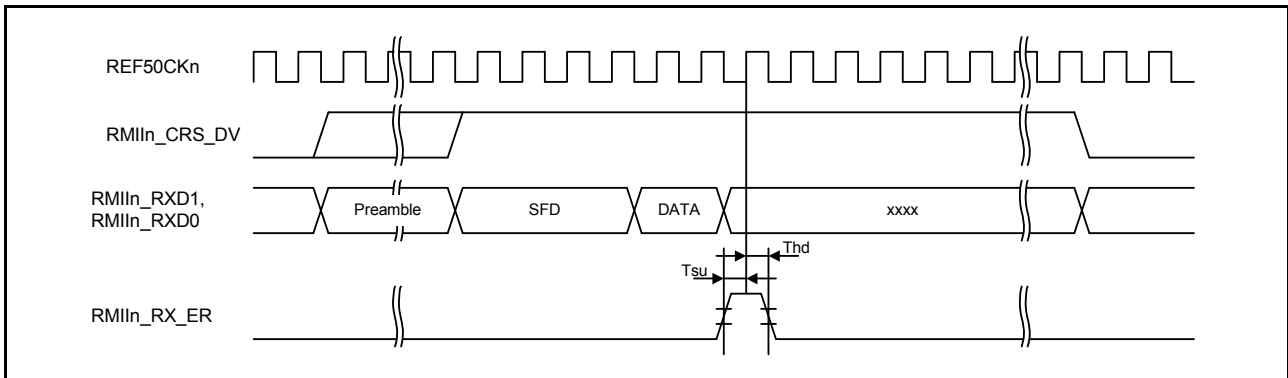 REF50CKn
RMIIn_CRS_DV
RMIIn_RXD1,
RMIIn_RXD0
Preamble
SFD
DATA
xxxx
Thd
Tsu
RMIIn_RX_ER